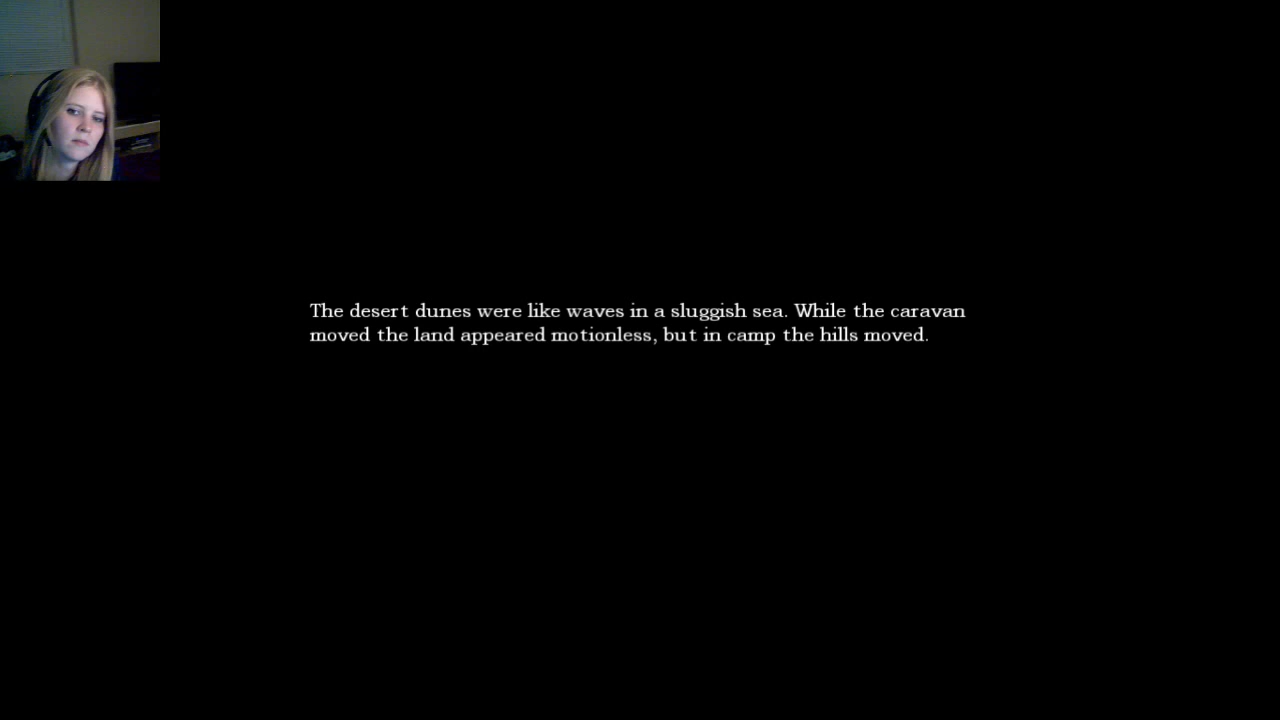 The desert dunes were like waves in a sluggish sea. While the caravan
moved the land appeared motionless, but in camp the hills moved.